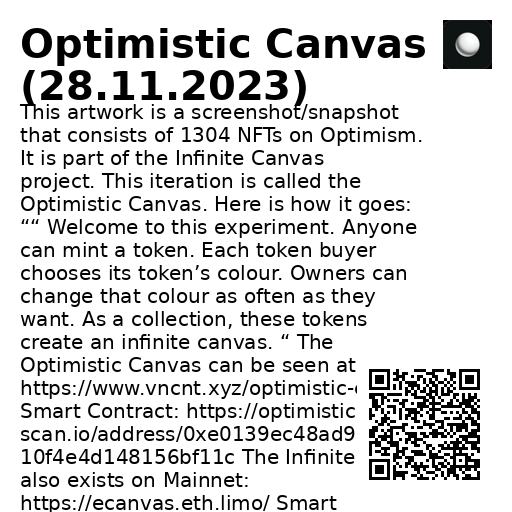 Optimistic Canvas
(28.11.2023)
This artwork is a screenshot/snapshot
that consists of 1304 NFTs on Optimism.
It is part of the Infinite Canvas
project. This iteration is called the
Optimistic Canvas. Here is how it goes:
““ Welcome to this experiment. Anyone
can mint a token. Each token buyer
chooses its token’s colour. Owners can
change that colour as often as they
want. As a collection, these tokens
create an infinite canvas. “ The
Optimistic Canvas can be seen at
https://www.vncnt.xyz/optimistic-
Smart Contract: https://optimistic
scan.io/address/0xe0139ec48ad9
10f4e4d148156bf11c The Infinite
also exists on Mainnet:
https://ecanvas.eth.limo/ Smart